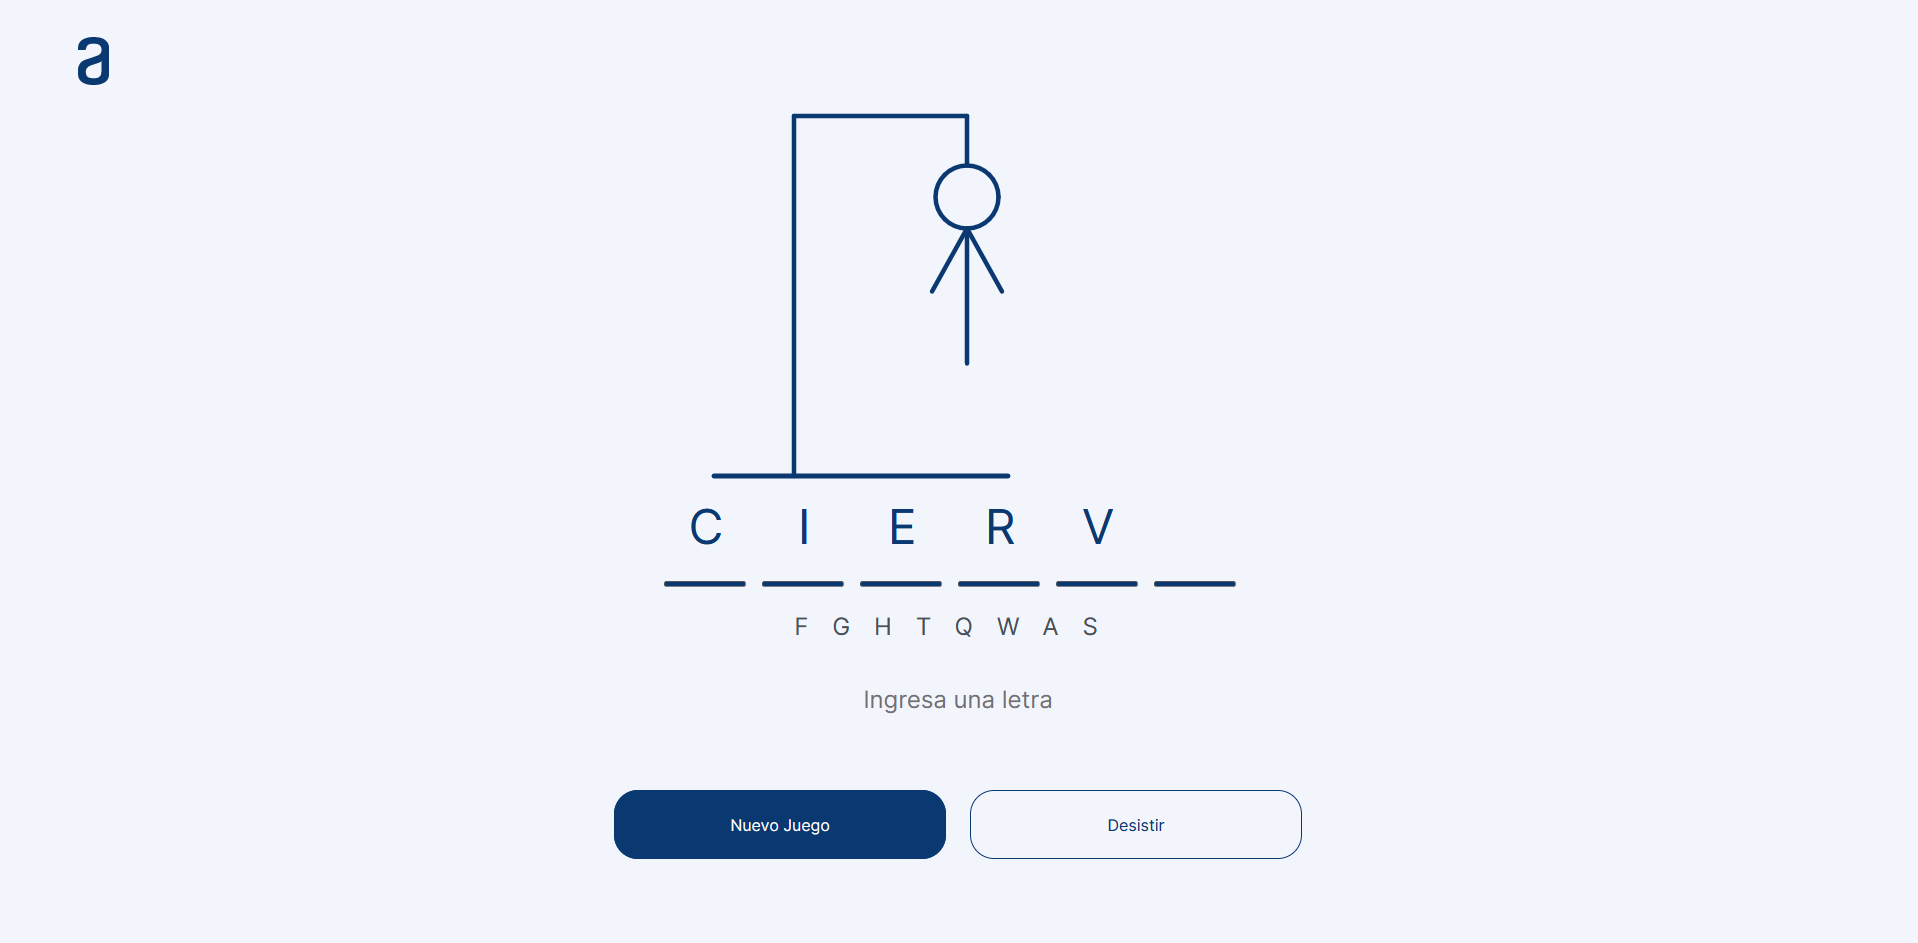 a
C I E R V
F G H T Q W A S
Ingresa una letra
Nuevo Juego
Desistir